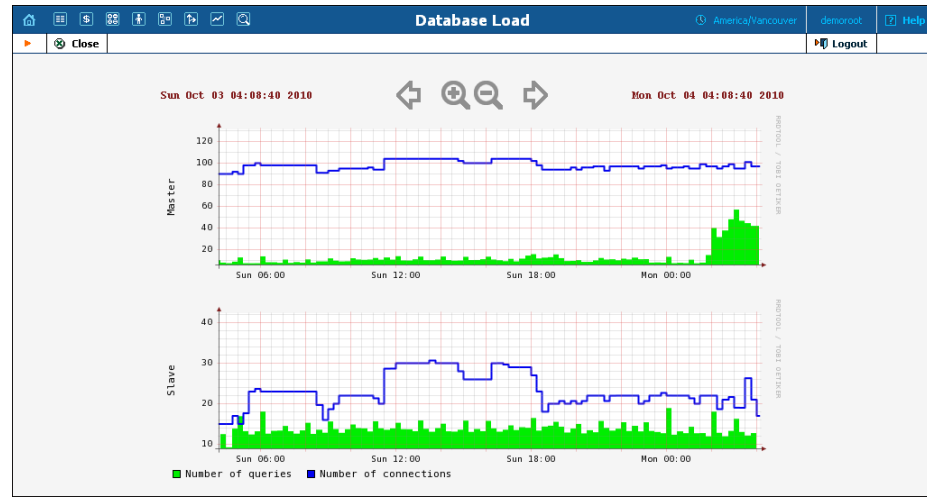 Database Load
America/Vancouver
demoroot
? Help
Close
Logout
Sun Oct 03 04:08:40 2010
Mon Oct 04 04:08:40 2010
RRDTOOL / TOBI OETIKER
Master
120
100
80
60
40
20
Sun 06:00
Sun 12:00
Sun 18:00
Mon 00:00
RRDTOOL / TOBI OETIKER
Slave
40
30
20
10
Sun 06:00
Sun 12:00
Sun 18:00
Mon 00:00
Number of queries
Number of connections